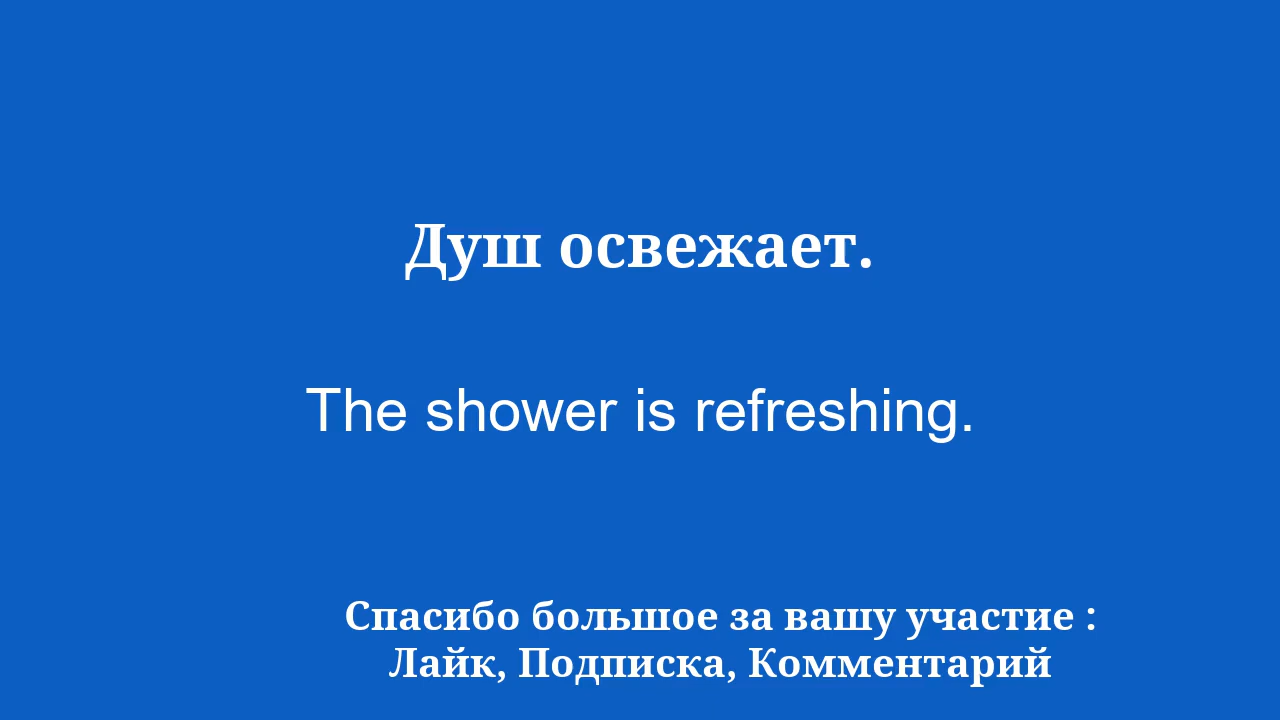 Душ освежает.
The shower is refreshing.
Спасибо большое за вашу участие :
Лайк, Подписка, Комментарий